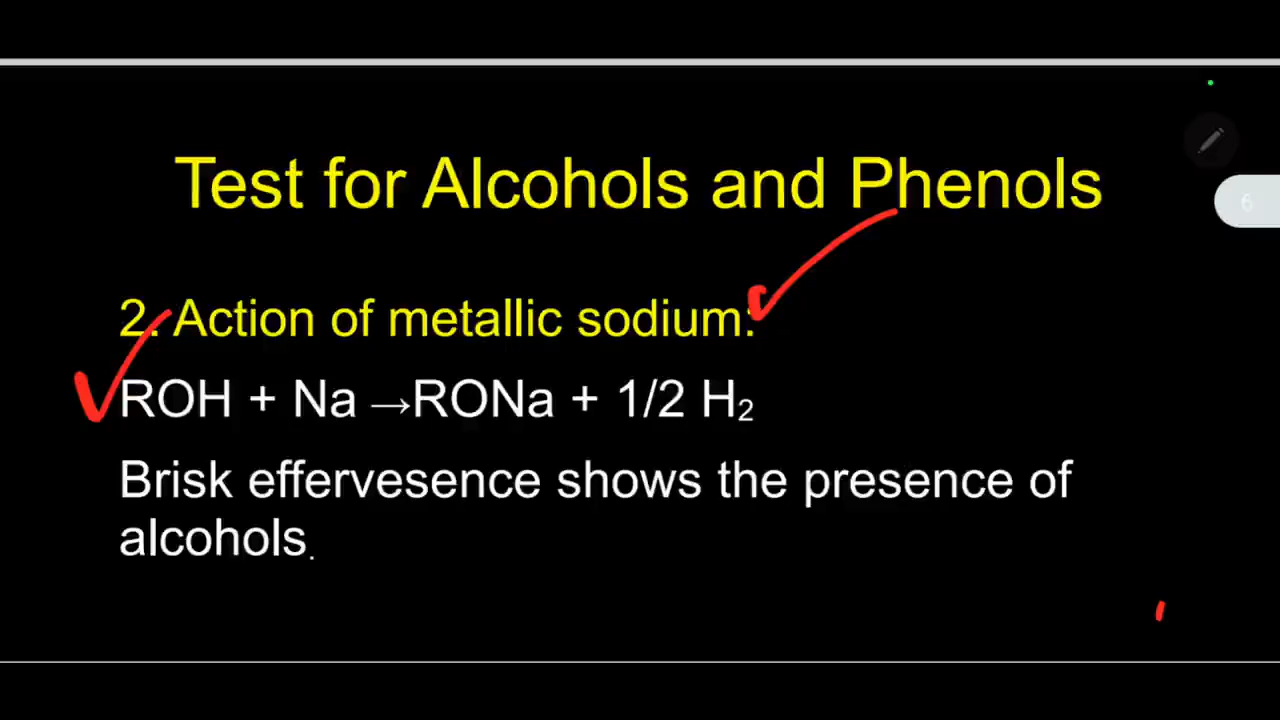 Test for Alcohols and Phenols
6
2. Action of metallic sodium:
ROH + Na →RONa + 1/2 H₂
Brisk effervesence shows the presence of
alcohols.